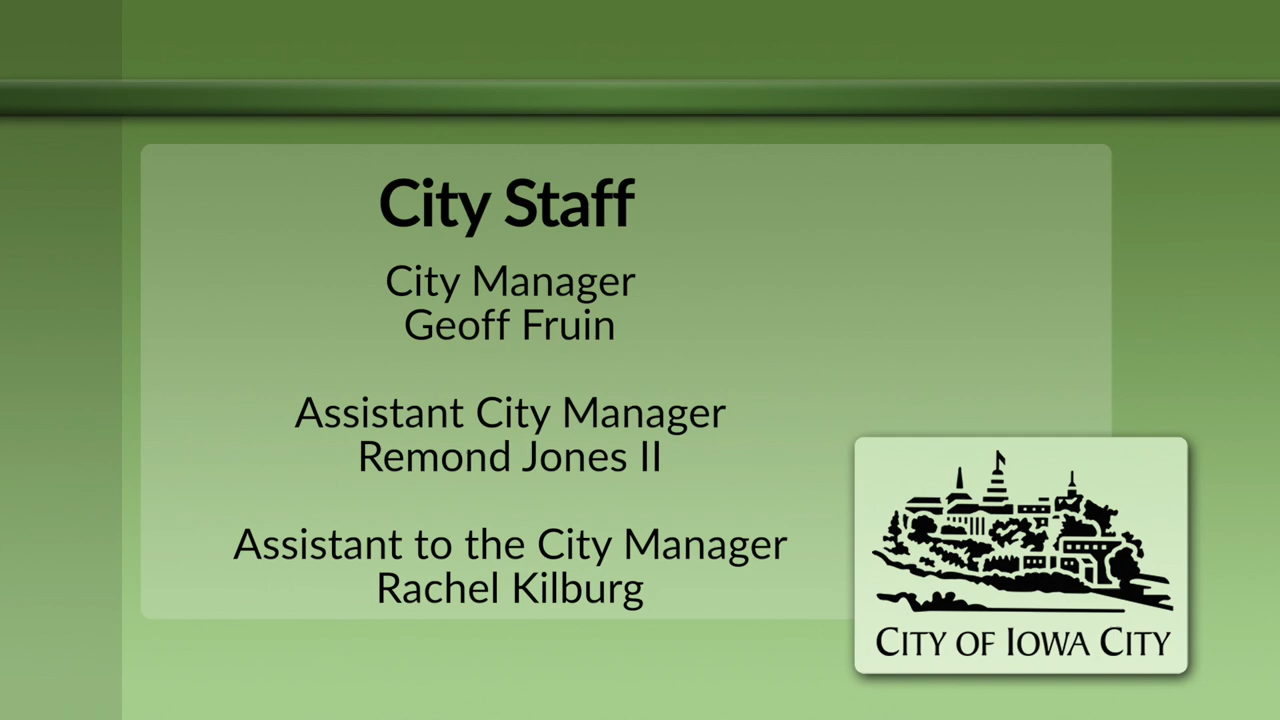 City Staff
City Manager
Geoff Fruin
Assistant City Manager
Remond Jones II
Assistant to the City Manager
Rachel Kilburg
CITY OF IOWA CITY